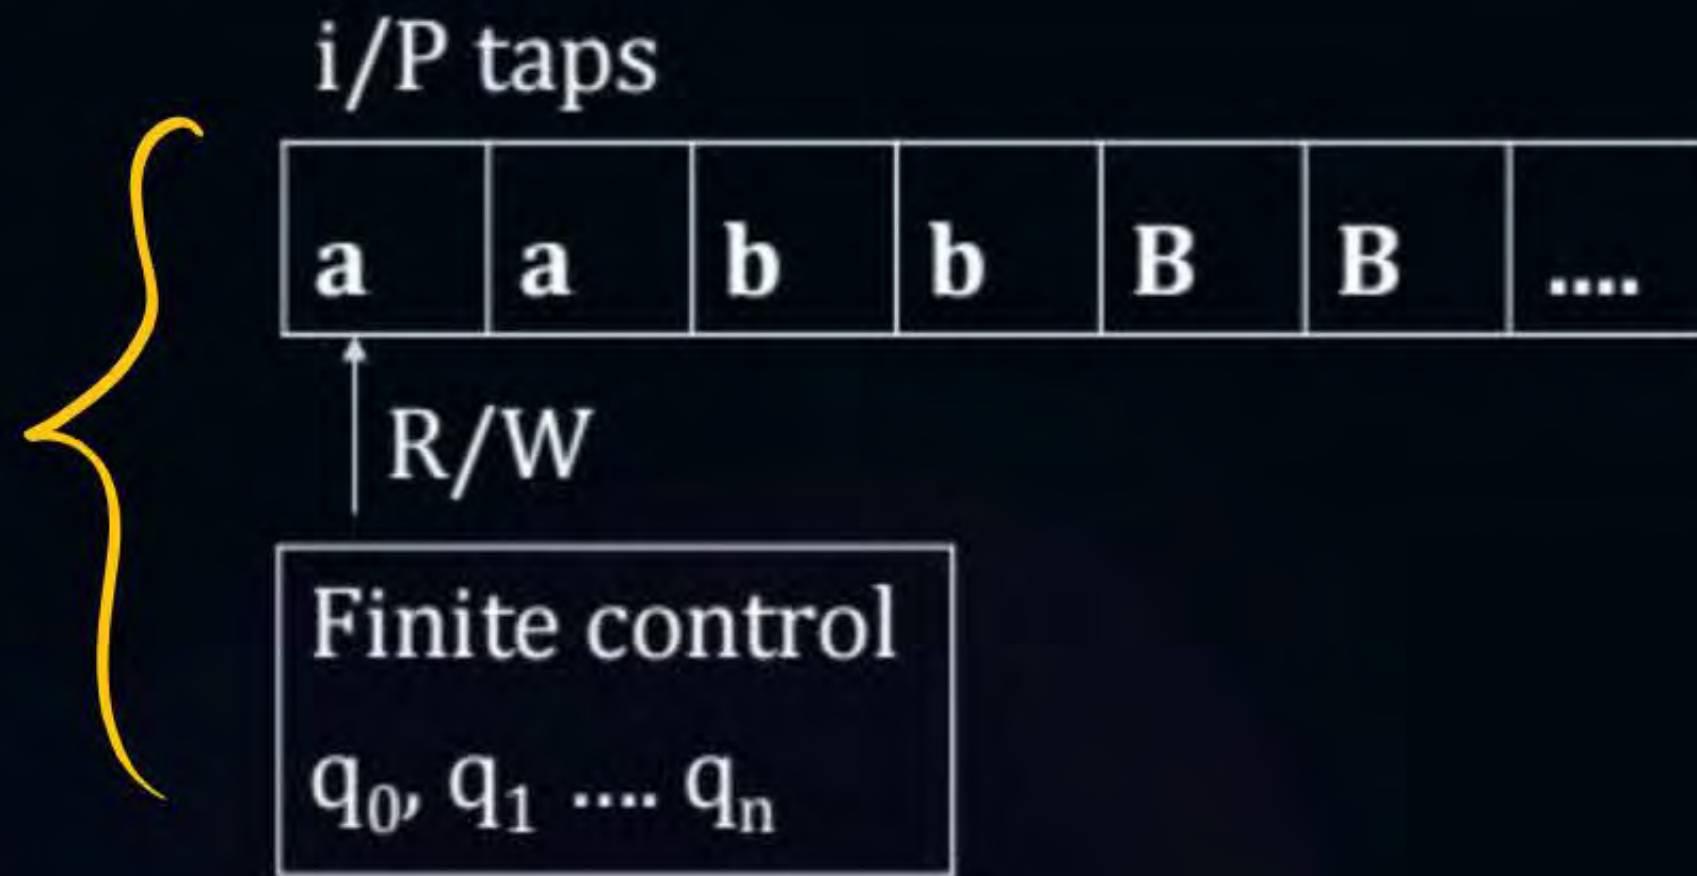 i/P taps
a a b b B B ....
R/W
Finite control
q₀, q₁ .... qₙ